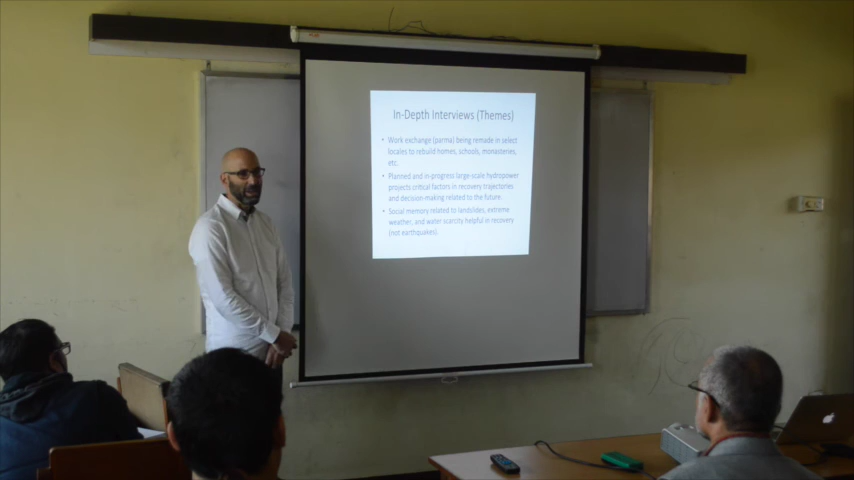 In-Depth Interviews (Themes)
• Work exchange (parma) being remade in select
locales to rebuild homes, schools, monasteries,
etc.
• Planned and in-progress large-scale hydropower
projects critical factors in recovery trajectories
and decision-making related to the future.
• Social memory related to landslides, extreme
weather, and water scarcity helpful in recovery
(not earthquakes).